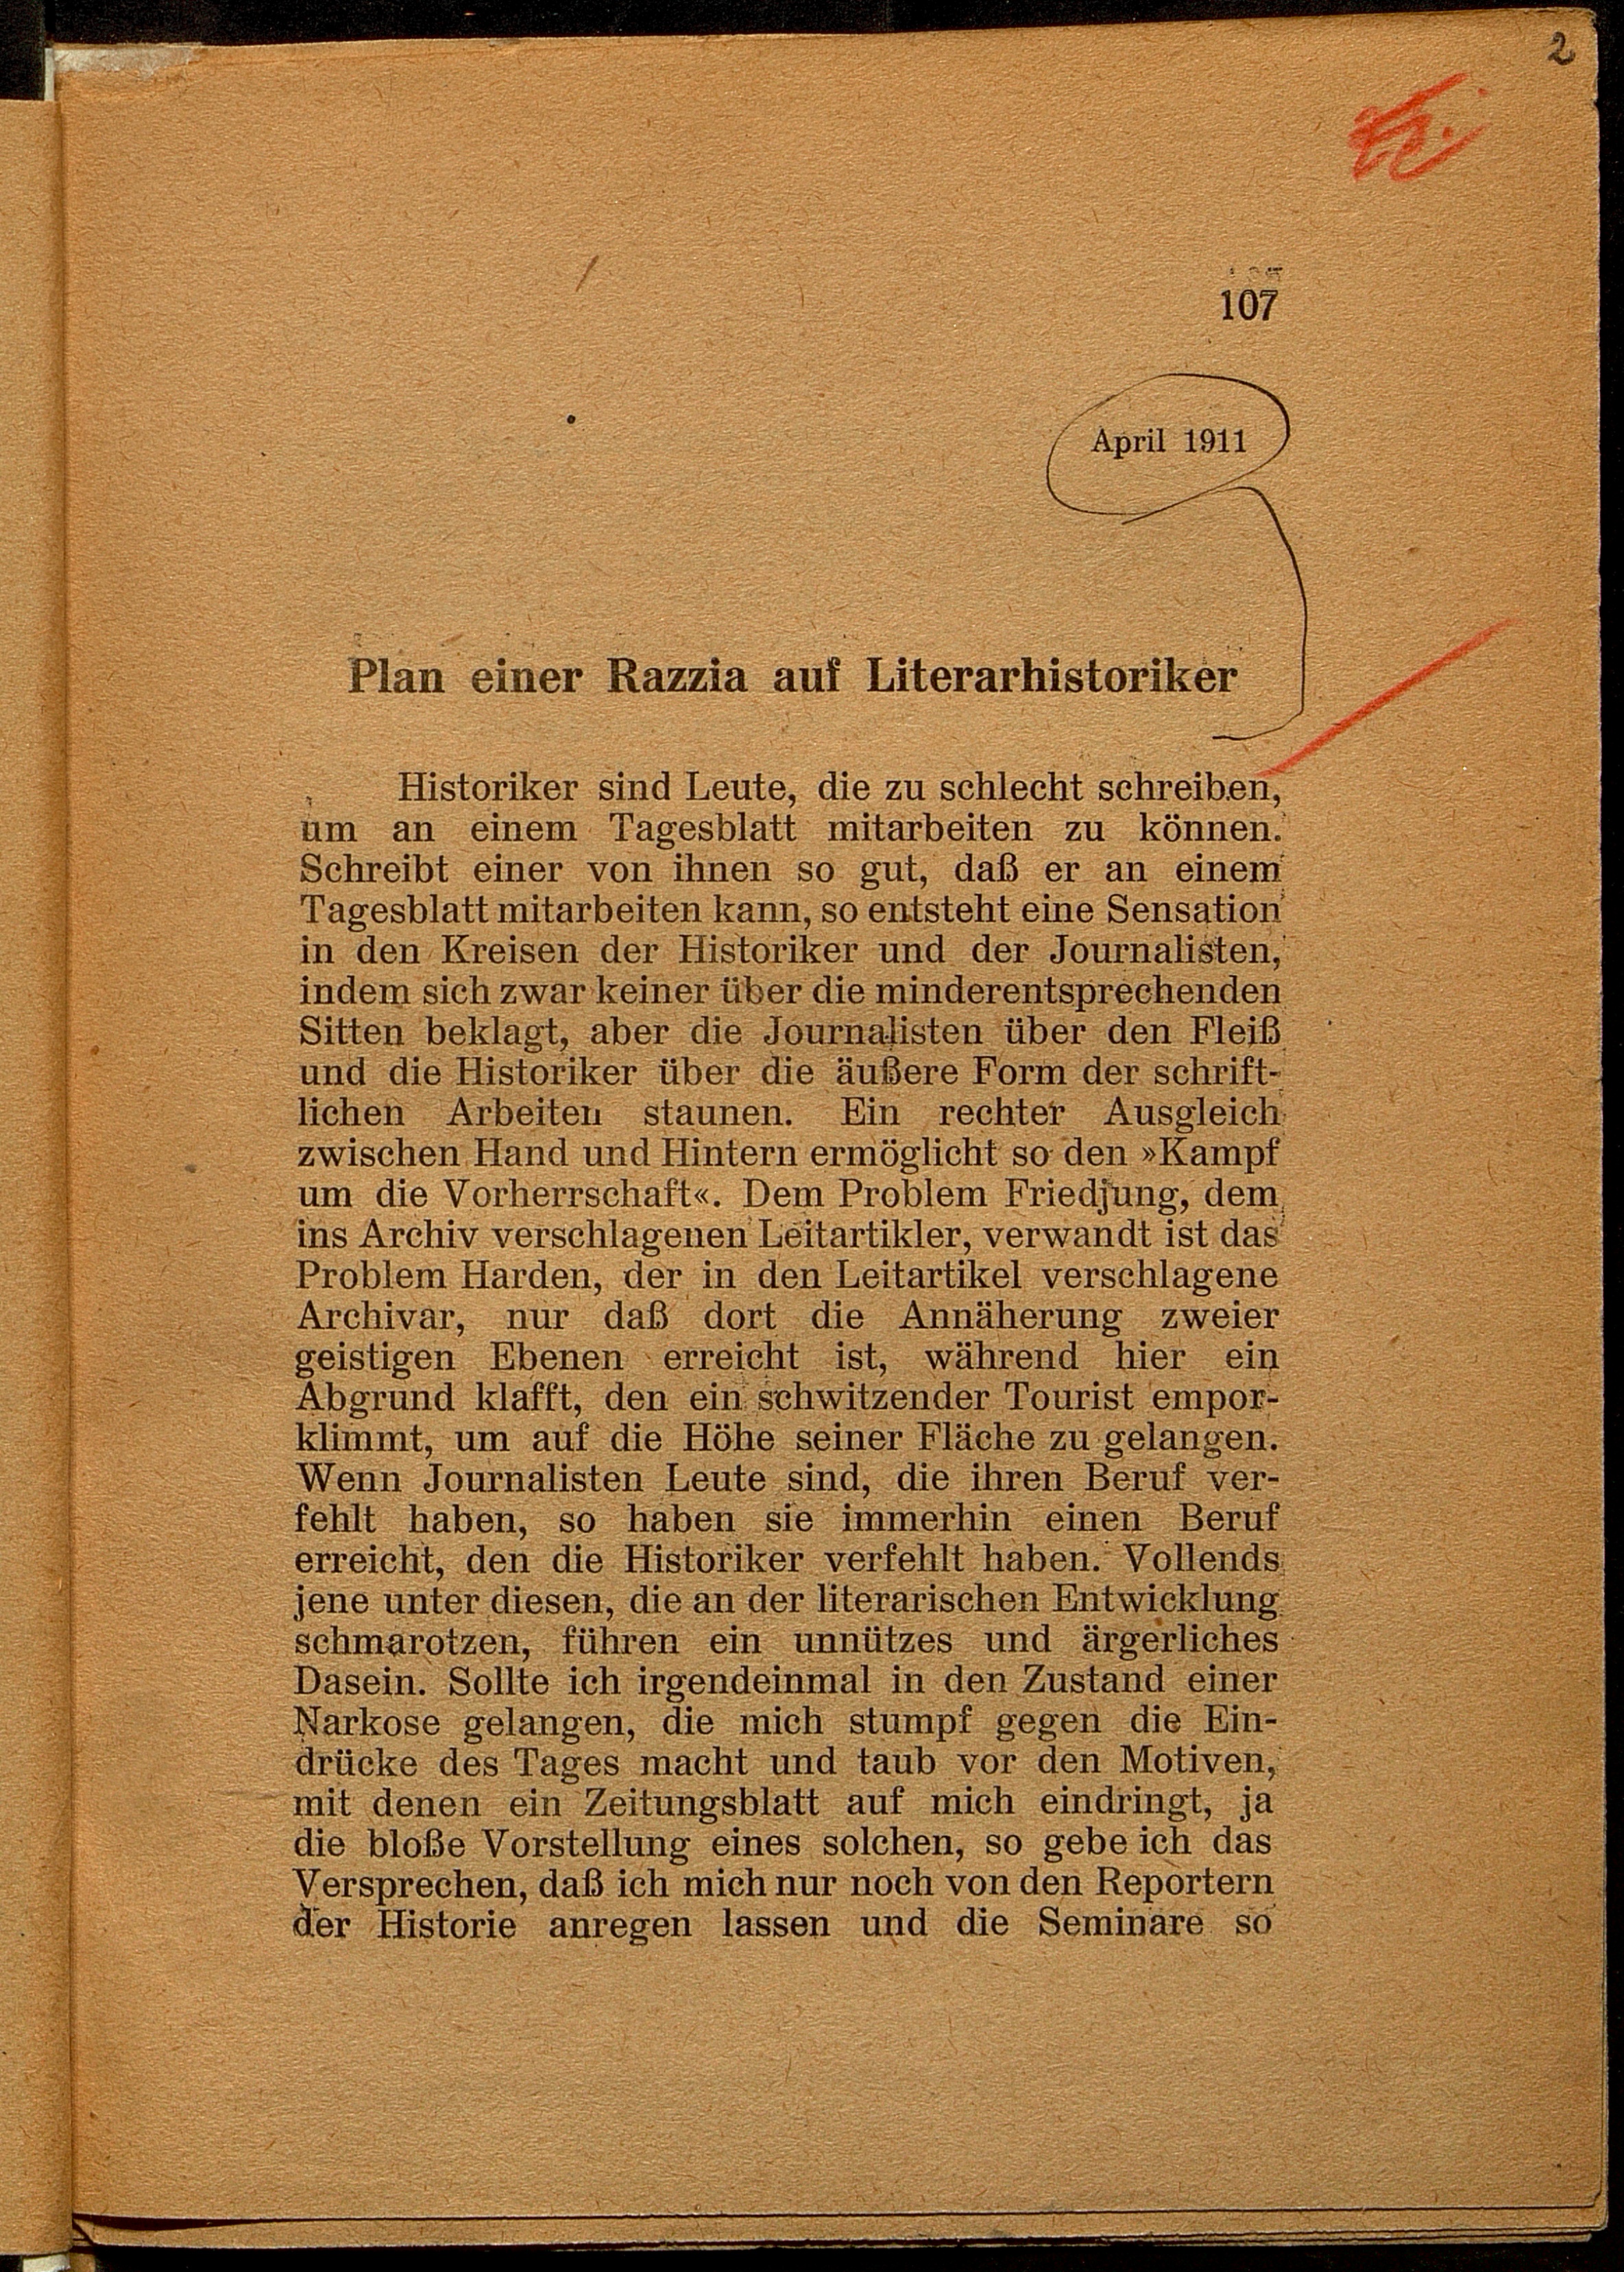 2
107
April 1911
Plan einer Razzia auf Literarhistoriker
Historiker sind Leute, die zu schlecht schreiben,
um an einem Tagesblatt mitarbeiten zu können.
Schreibt einer von ihnen so gut, daß er an einem
Tagesblatt mitarbeiten kann, so entsteht eine Sensation
in den Kreisen der Historiker und der Journalisten,
indem sich zwar keiner über die minderentsprechenden
Sitten beklagt, aber die Journalisten über den Fleiß
und die Historiker über die äußere Form der schrift-
lichen Arbeiten staunen. Ein rechter Ausgleich
zwischen Hand und Hintern ermöglicht so den »Kampf
um die Vorherrschaft«. Dem Problem Friedjung, dem
ins Archiv verschlagenen Leitartikler, verwandt ist das
Problem Harden, der in den Leitartikel verschlagene
Archivar, nur daß dort die Annäherung zweier
geistigen Ebenen erreicht ist, während hier ein
Abgrund klafft, den ein schwitzender Tourist empor-
klimmt, um auf die Höhe seiner Fläche zu gelangen.
Wenn Journalisten Leute sind, die ihren Beruf ver-
fehlt haben, so haben sie immerhin einen Beruf
erreicht, den die Historiker verfehlt haben. Vollends
jene unter diesen, die an der literarischen Entwicklung
schmarotzen, führen ein unnützes und ärgerliches
Dasein. Sollte ich irgendeinmal in den Zustand einer
Narkose gelangen, die mich stumpf gegen die Ein-
drücke des Tages macht und taub vor den Motiven,
mit denen ein Zeitungsblatt auf mich eindringt, ja
die bloße Vorstellung eines solchen, so gebe ich das
Versprechen, daß ich mich nur noch von den Reportern
der Historie anregen lassen und die Seminare so